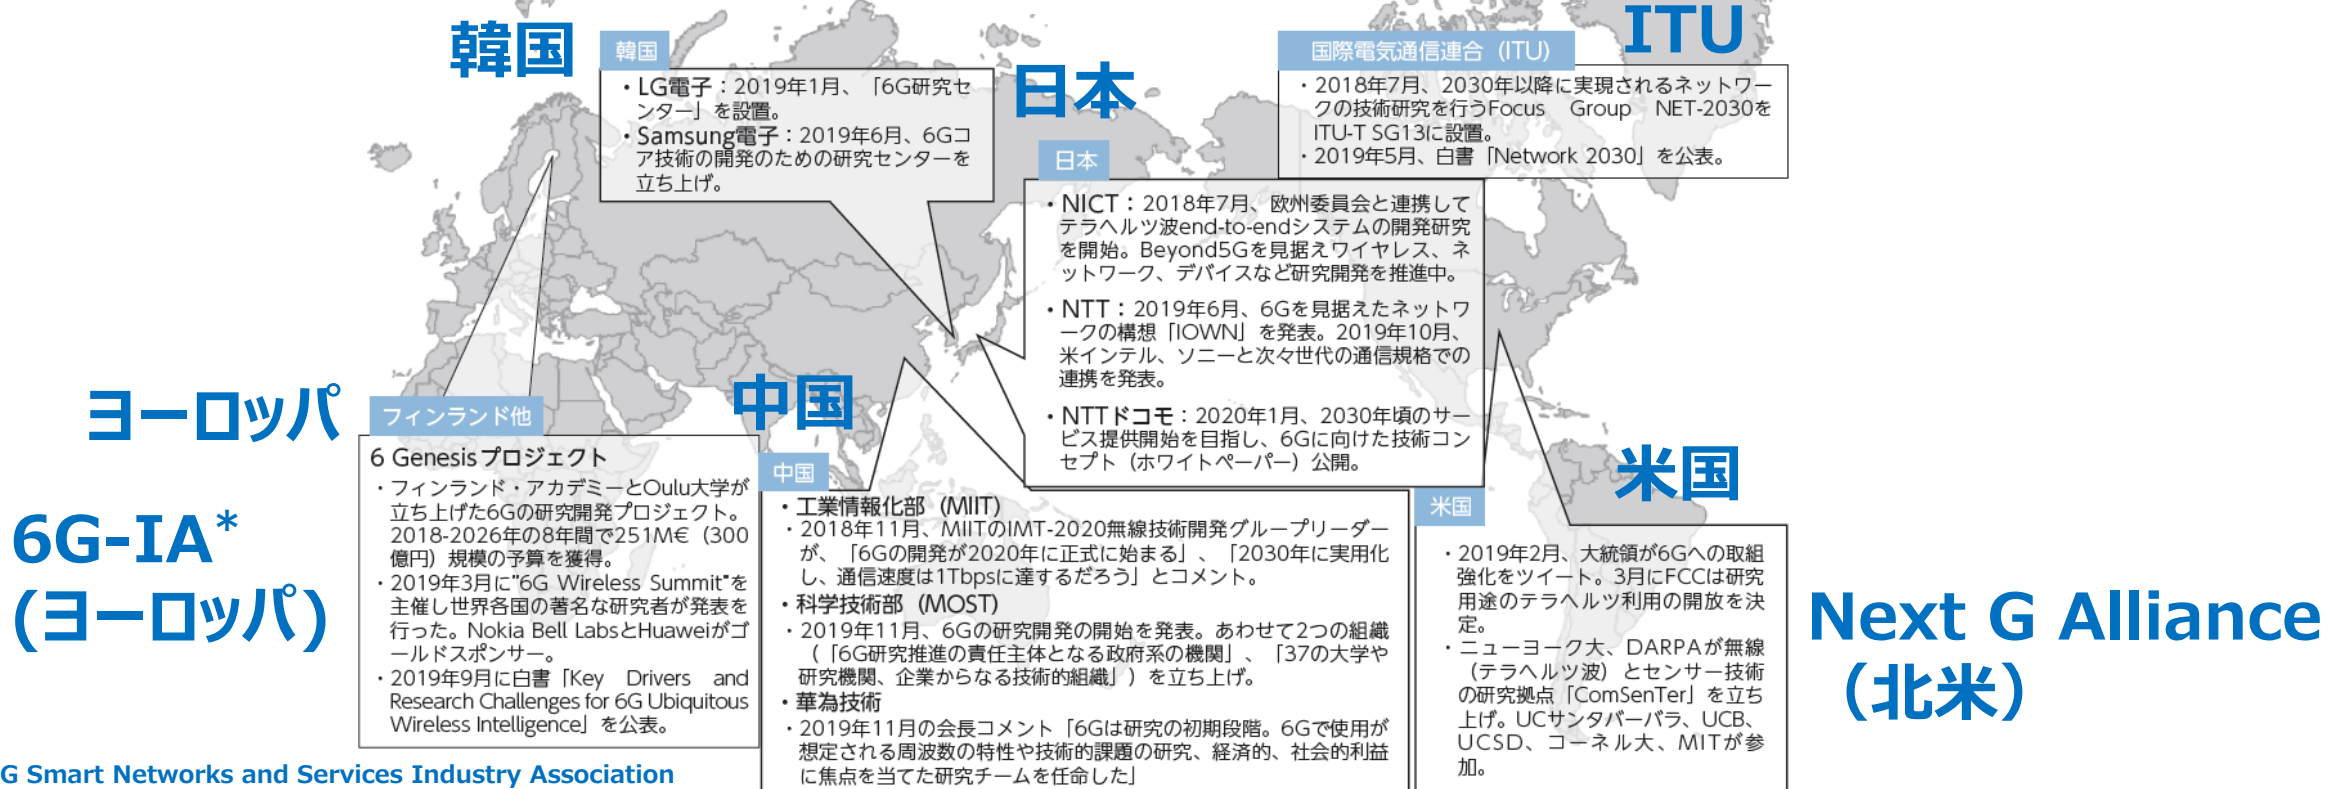 韓国
韓国
・LG電子：2019年1月、「6G研究セ
ンター」を設置。
・Samsung電子：2019年6月、6Gコ
ア技術の開発のための研究センターを
立ち上げ。
日本
日本
・NICT：2018年7月、欧州委員会と連携して
テラヘルツ波end-to-endシステムの開発研究
を開始。Beyond5Gを見据えワイヤレス、ネ
ットワーク、デバイスなど研究開発を推進中。
・NTT：2019年6月、6Gを見据えたネットワ
ークの構想「IOWN」を発表。2019年10月、
米インテル、ソニーと次々世代の通信規格での
連携を発表。
・NTTドコモ：2020年1月、2030年頃のサー
ビス提供開始を目指し、6Gに向けた技術コン
セプト（ホワイトペーパー）公開。
ITU
国際電気通信連合（ITU）
・2018年7月、2030年以降に実現されるネットワー
クの技術研究を行うFocus Group NET-2030を
ITU-T SG13に設置。
・2019年5月、白書「Network 2030」を公表。
ヨーロッパ
6G-IA*
(ヨーロッパ)
フィンランド他
6 Genesisプロジェクト
・フィンランド・アカデミーとOulu大学が
立ち上げた6Gの研究開発プロジェクト。
2018-2026年の8年間で251M€（300
億円）規模の予算を獲得。
・2019年3月に"6G Wireless Summit"を
主催し世界各国の著名な研究者が発表を
行った。Nokia Bell LabsとHuaweiがゴ
ールドスポンサー。
・2019年9月に白書「Key Drivers and
Research Challenges for 6G Ubiquitous
Wireless Intelligence」を公表。
G Smart Networks and Services Industry Association
中国
中国
・工業情報化部（MIIT）
・2018年11月、MIITのIMT-2020無線技術開発グループリーダー
が、「6Gの開発が2020年に正式に始まる」、「2030年に実用化
し、通信速度は1Tbpsに達するだろう」とコメント。
・科学技術部（MOST）
・2019年11月、6Gの研究開発の開始を発表。あわせて2つの組織
（「6G研究推進の責任主体となる政府系の機関」、「37の大学や
研究機関、企業からなる技術的組織」）を立ち上げ。
・華為技術
・2019年11月の会長コメント「6Gは研究の初期段階。6Gで使用が
想定される周波数の特性や技術的課題の研究、経済的、社会的利益
に焦点を当てた研究チームを任命した」
米国
米国
・2019年2月、大統領が6Gへの取組
強化をツイート。3月にFCCは研究
用途のテラヘルツ利用の開放を決
定。
・ニューヨーク大、DARPAが無線
（テラヘルツ波）とセンサー技術
の研究拠点「ComSenTer」を立ち
上げ。UCサンタバーバラ、UCB、
UCSD、コーネル大、MITが参
加。
Next G Alliance
（北米）